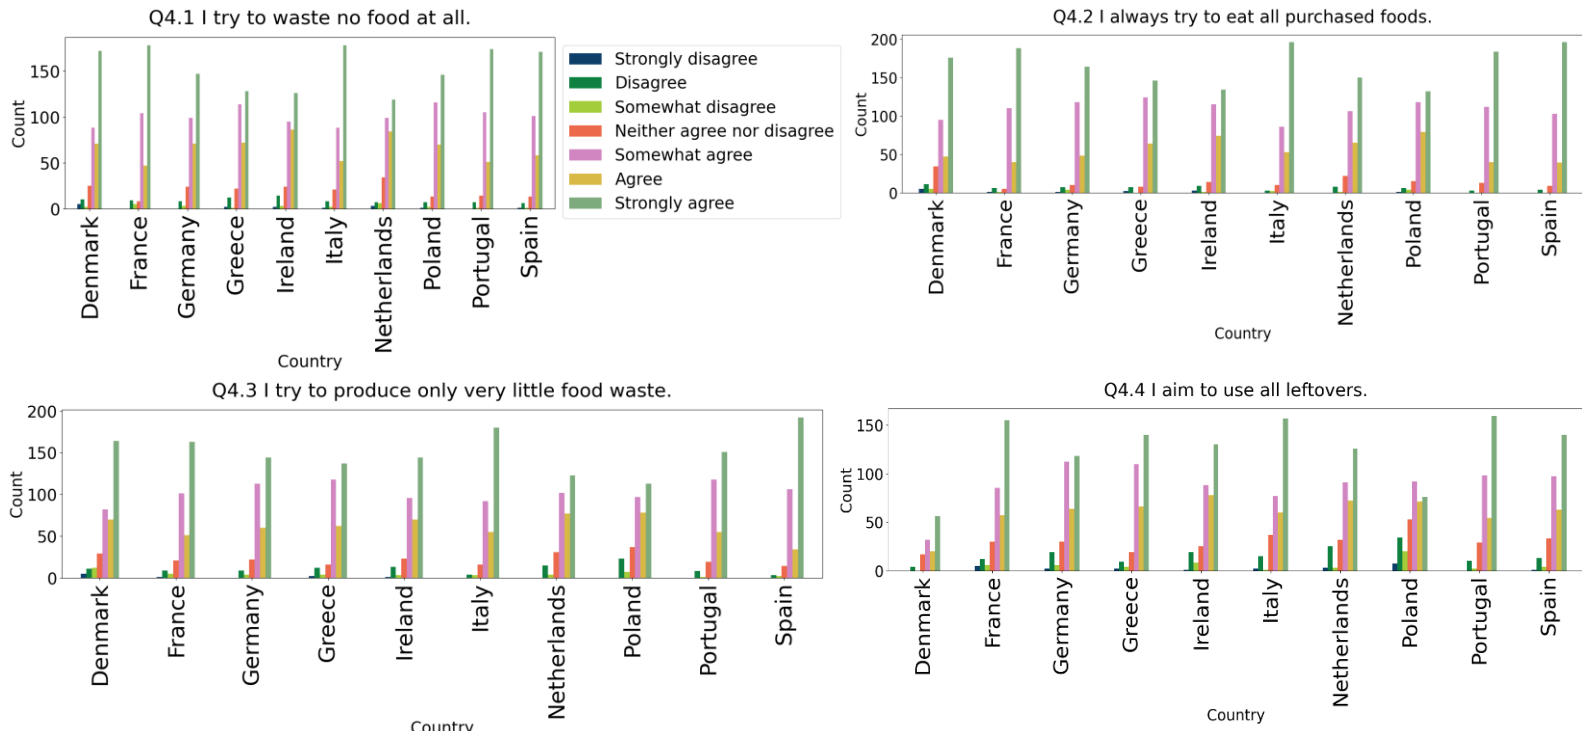 Q4.1 I try to waste no food at all.
Count
150
100
50
0
Denmark
France
Germany
Greece
Ireland
Italy
Netherlands
Poland
Portugal
Spain
Country
Strongly disagree
Disagree
Somewhat disagree
Neither agree nor disagree
Somewhat agree
Agree
Strongly agree
Q4.2 I always try to eat all purchased foods.
Count
200
150
100
50
0
Denmark
France
Germany
Greece
Ireland
Italy
Netherlands
Poland
Portugal
Spain
Country
Q4.3 I try to produce only very little food waste.
Count
200
150
100
50
0
Denmark
France
Germany
Greece
Ireland
Italy
Netherlands
Poland
Portugal
Spain
Country
Q4.4 I aim to use all leftovers.
Count
150
100
50
0
Denmark
France
Germany
Greece
Ireland
Italy
Netherlands
Poland
Portugal
Spain
Country